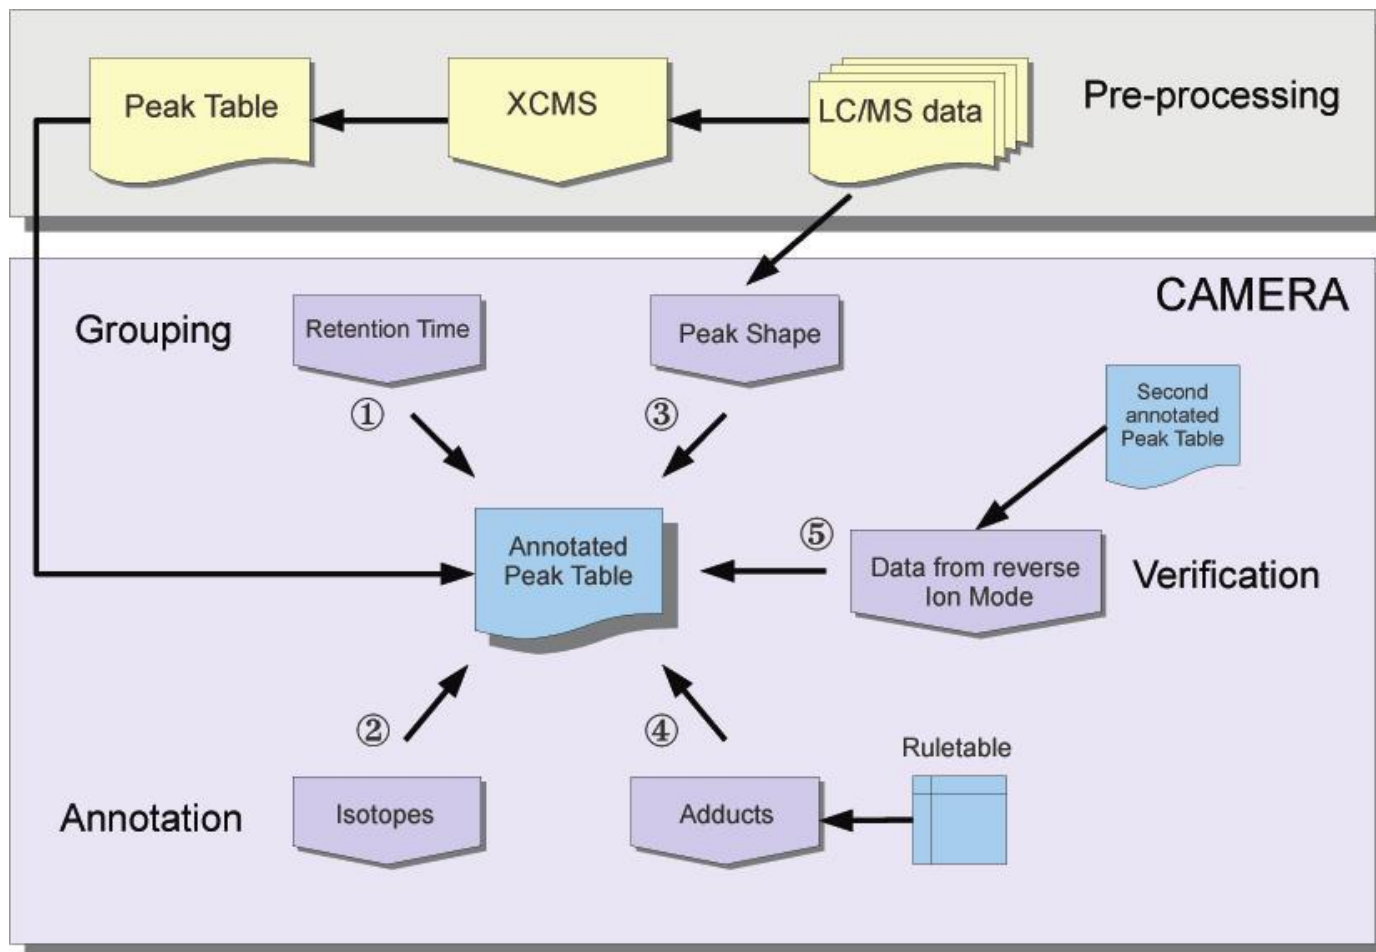 Peak Table
XCMS
LC/MS data
Pre-processing
CAMERA
Grouping
Retention Time
Peak Shape
①
③
Second
annotated
Peak Table
Annotated
Peak Table
⑤
Data from reverse
Ion Mode
Verification
②
④
Ruletable
Annotation
Isotopes
Adducts